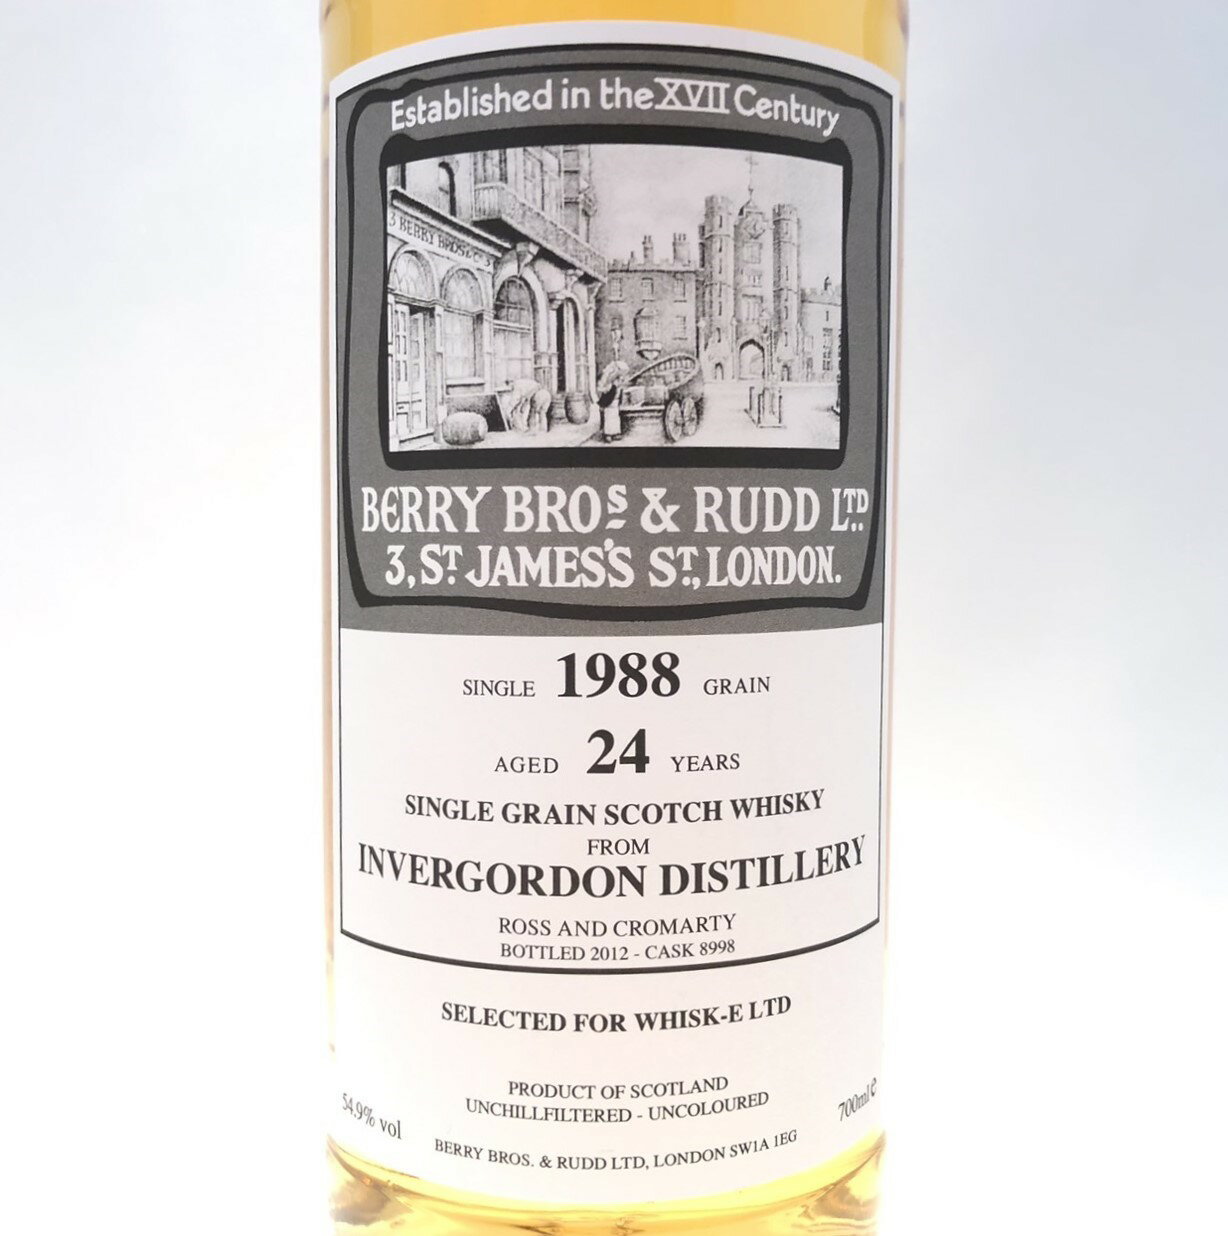 Established in the XVII Century
3 BERRY BROS & Co 3
BERRY BROS & RUDD LTD.
3, ST. JAMES'S ST., LONDON.
SINGLE 1988 GRAIN
AGED 24 YEARS
SINGLE GRAIN SCOTCH WHISKY
FROM
INVERGORDON DISTILLERY
ROSS AND CROMARTY
BOTTLED 2012 - CASK 8998
SELECTED FOR WHISK-E LTD
PRODUCT OF SCOTLAND
UNCHILLFILTERED - UNCOLOURED
54.9% vol
700ml e
BERRY BROS. & RUDD LTD, LONDON SW1A 1EG